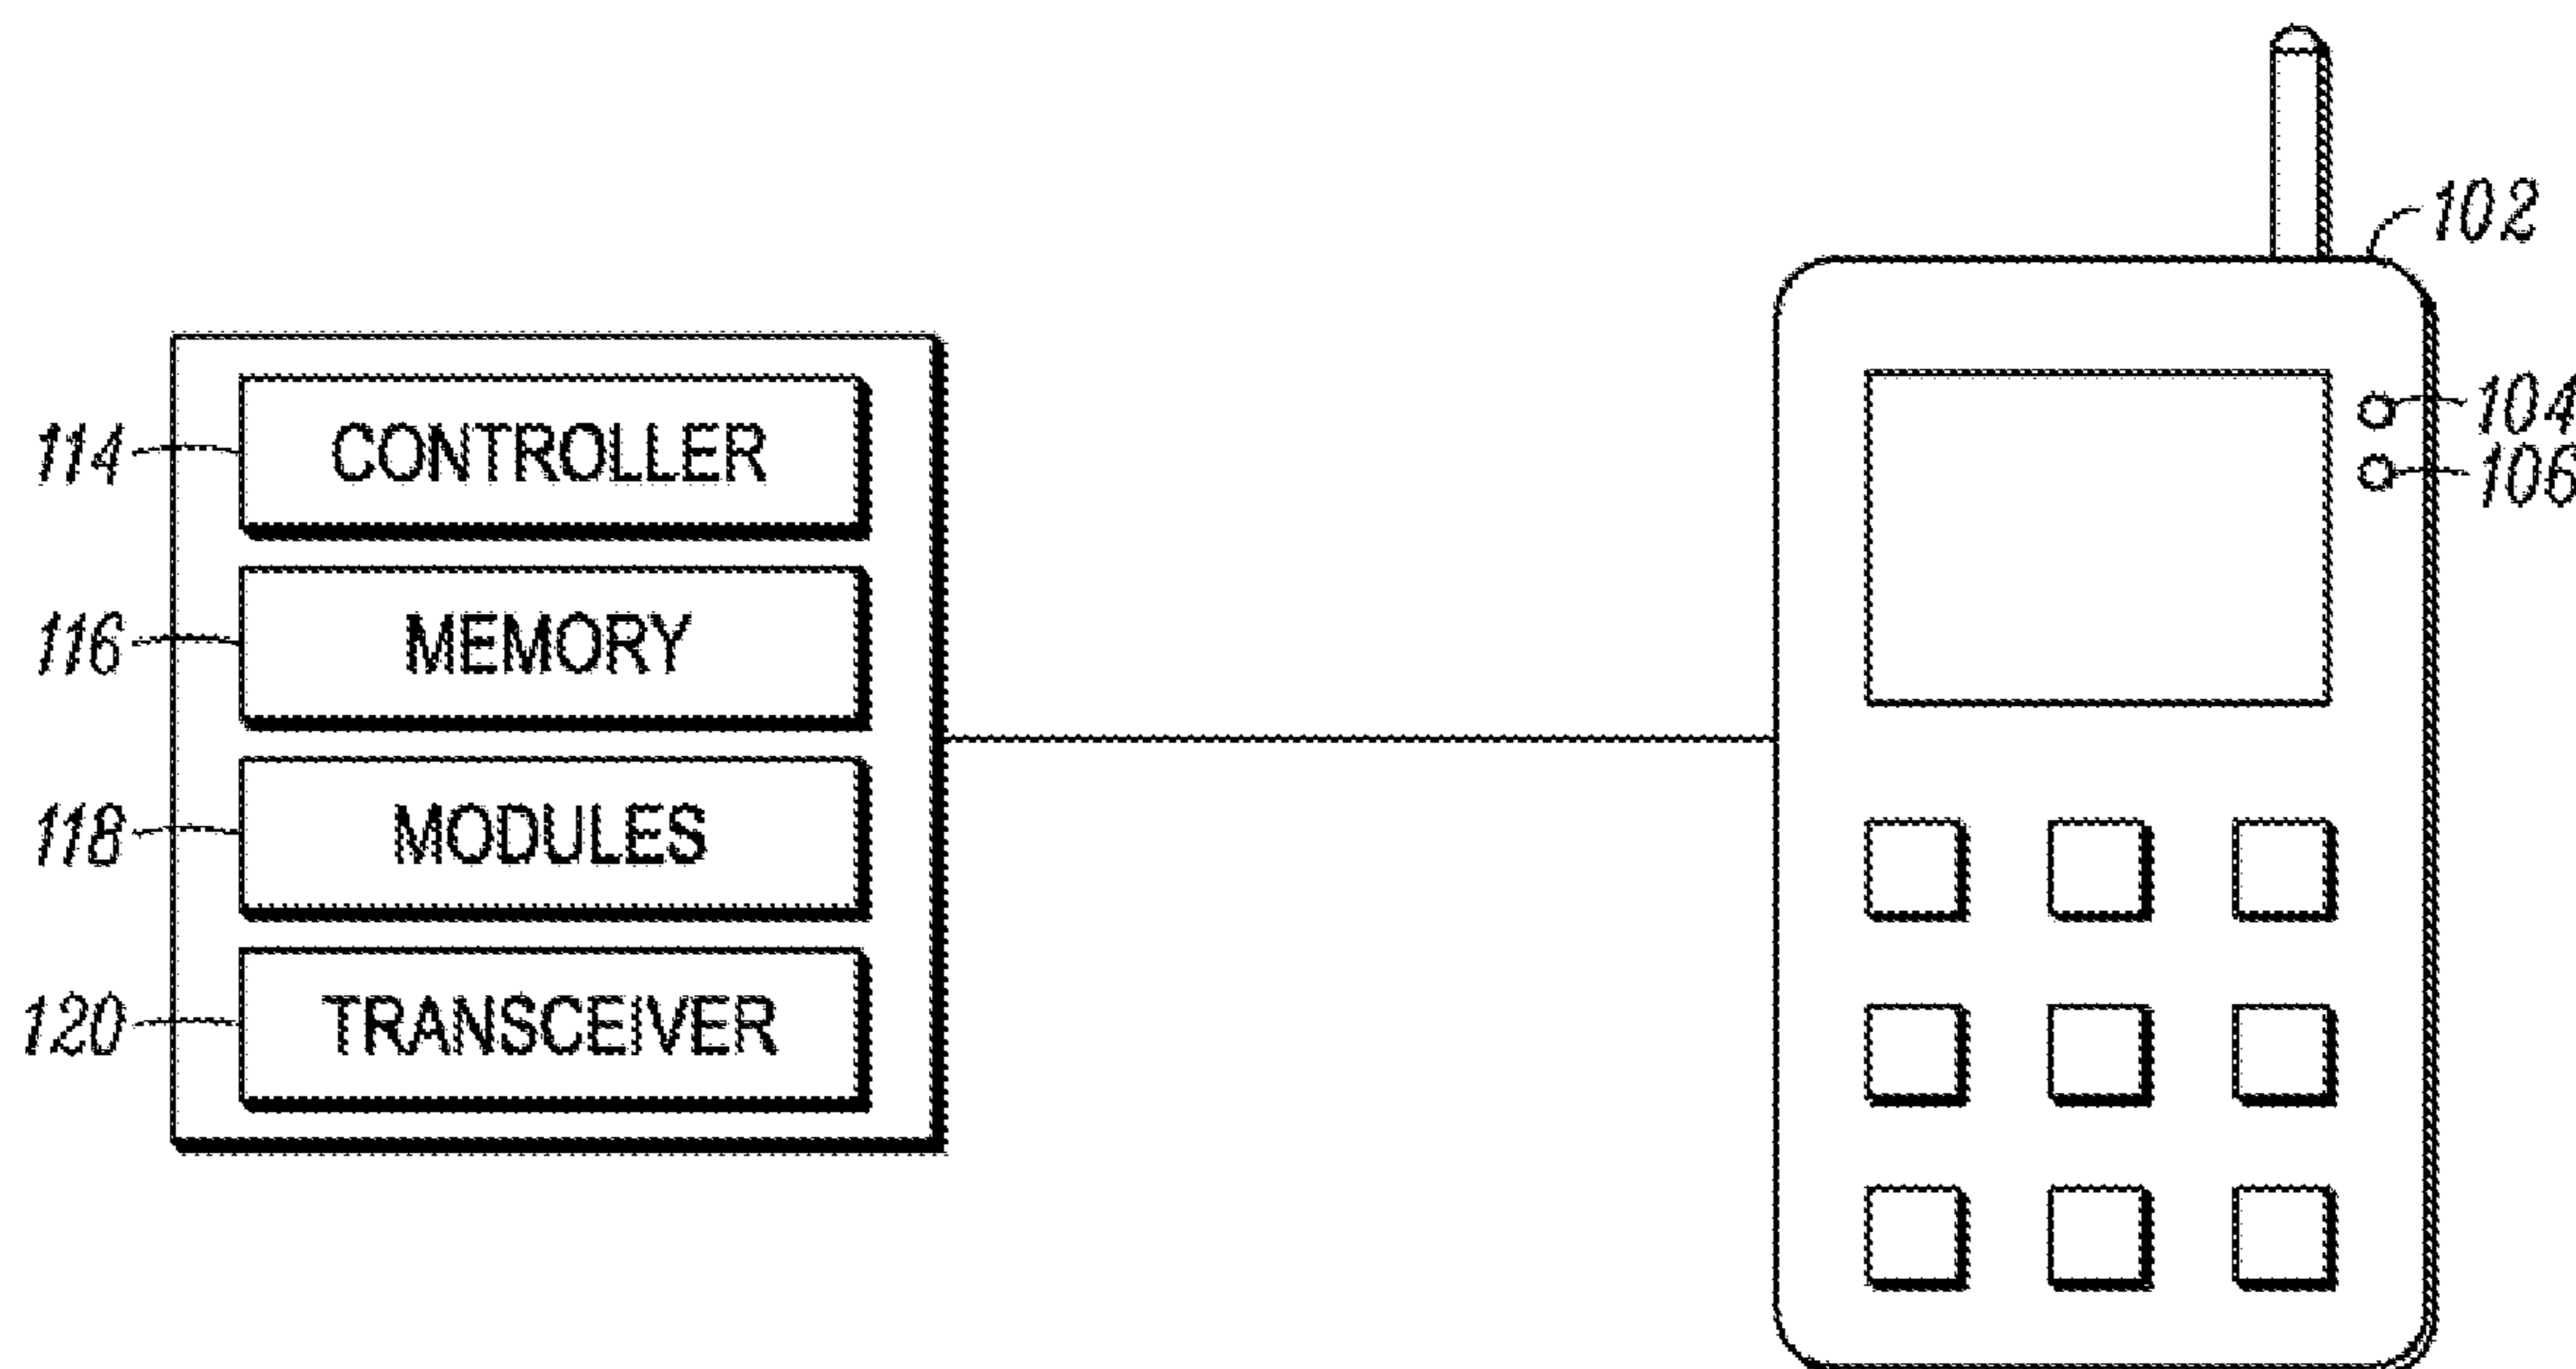 102
104
106
114 CONTROLLER
116 MEMORY
118 MODULES
120 TRANSCEIVER